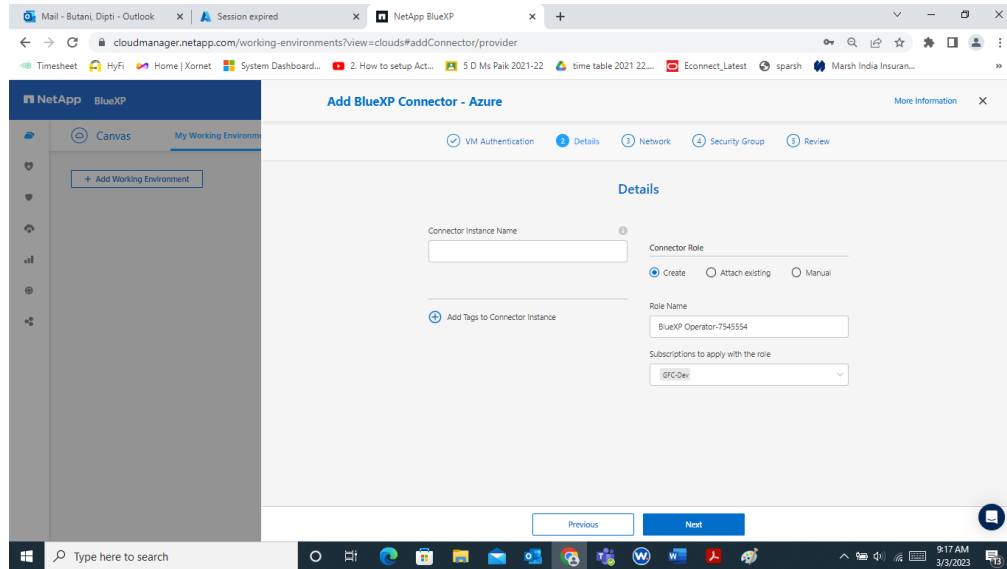 Mail - Butani, Dipti - Outlook
Session expired
NetApp BlueXP
cloudmanager.netapp.com/working-environments?view=clouds#addConnector/provider
Timesheet HyFi Home | Xornet System Dashboard... 2. How to setup Act... 5 D Ms Paik 2021-22 time table 2021 22.... Econnect_Latest sparsh Marsh India Insuran... »
NetApp BlueXP
Add BlueXP Connector - Azure
More Information
Canvas
My Working Environme
VM Authentication 2 Details 3 Network 4 Security Group 5 Review
+ Add Working Environment
Details
Connector Instance Name
Connector Role
Create Attach existing Manual
Add Tags to Connector Instance
Role Name
BlueXP Operator-7545554
Subscriptions to apply with the role
GFC-Dev
Previous
Next
Type here to search
9:17 AM
3/3/2023
13